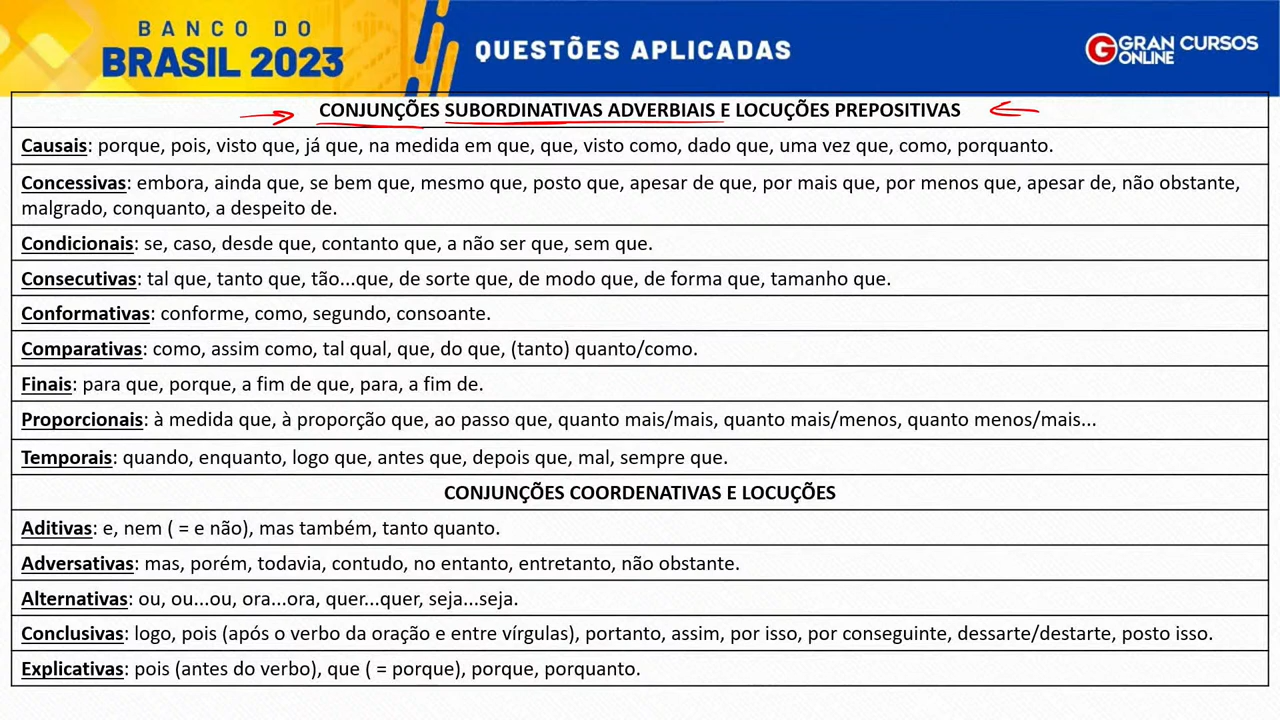 BANCO DO
BRASIL 2023
QUESTÕES APLICADAS
GRAN CURSOS
ONLINE
CONJUNÇÕES SUBORDINATIVAS ADVERBIAIS E LOCUÇÕES PREPOSITIVAS
Causais: porque, pois, visto que, já que, na medida em que, que, visto como, dado que, uma vez que, como, porquanto.
Concessivas: embora, ainda que, se bem que, mesmo que, posto que, apesar de que, por mais que, por menos que, apesar de, não obstante,
malgrado, conquanto, a despeito de.
Condicionais: se, caso, desde que, contanto que, a não ser que, sem que.
Consecutivas: tal que, tanto que, tão...que, de sorte que, de modo que, de forma que, tamanho que.
Conformativas: conforme, como, segundo, consoante.
Comparativas: como, assim como, tal qual, que, do que, (tanto) quanto/como.
Finais: para que, porque, a fim de que, para, a fim de.
Proporcionais: à medida que, à proporção que, ao passo que, quanto mais/mais, quanto mais/menos, quanto menos/mais...
Temporais: quando, enquanto, logo que, antes que, depois que, mal, sempre que.
CONJUNÇÕES COORDENATIVAS E LOCUÇÕES
Aditivas: e, nem ( = e não), mas também, tanto quanto.
Adversativas: mas, porém, todavia, contudo, no entanto, entretanto, não obstante.
Alternativas: ou, ou...ou, ora...ora, quer...quer, seja...seja.
Conclusivas: logo, pois (após o verbo da oração e entre vírgulas), portanto, assim, por isso, por conseguinte, dessarte/destarte, posto isso.
Explicativas: pois (antes do verbo), que ( = porque), porque, porquanto.